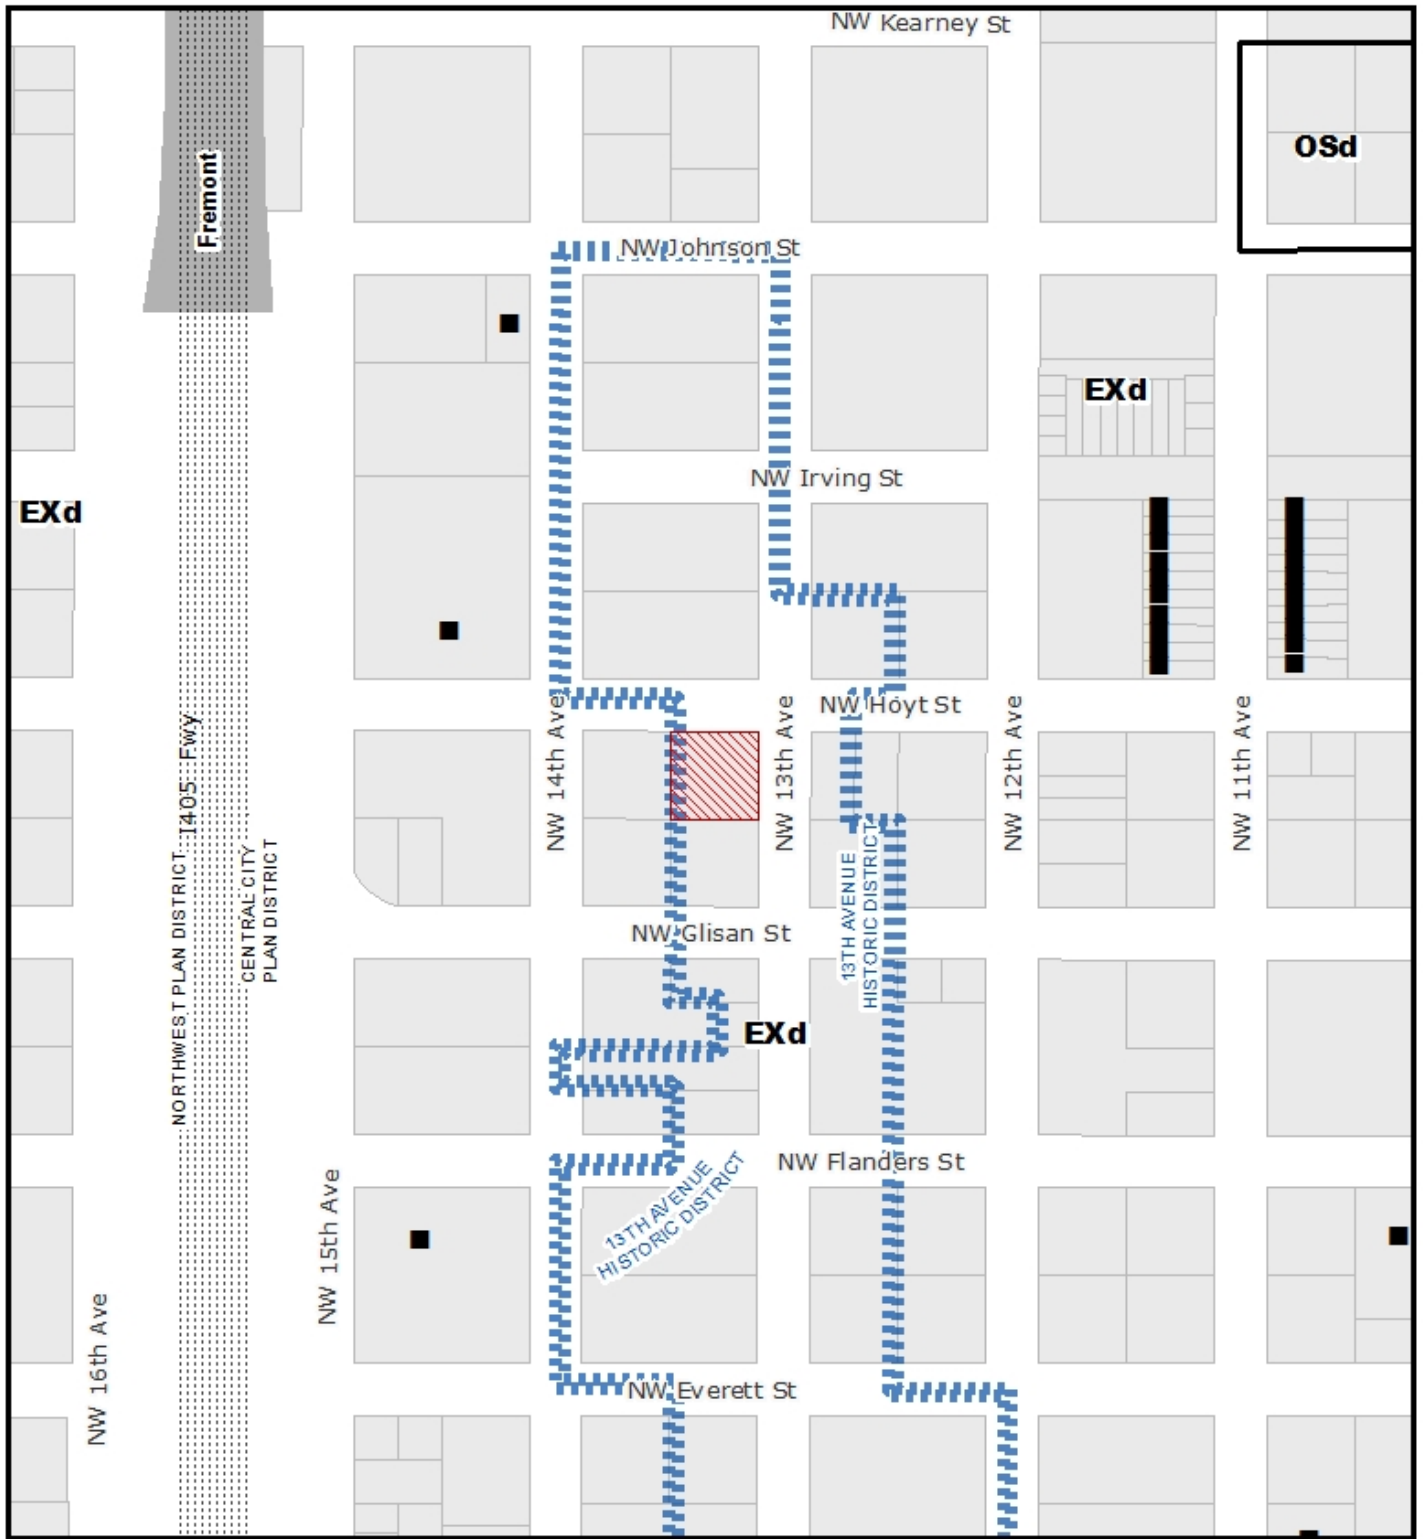 NW Kearney St
OSd
Fremont
NW Johnson St
EXd
NW Irving St
EXd
NW Hoyt St
NW 14th Ave
NW 13th Ave
NW 12th Ave
NW 11th Ave
I405 Fwy
NORTHWEST PLAN DISTRICT
CENTRAL CITY
PLAN DISTRICT
13TH AVENUE
HISTORIC DISTRICT
NW Glisan St
EXd
NW Flanders St
13TH AVENUE
HISTORIC DISTRICT
NW 15th Ave
NW 16th Ave
NW Everett St